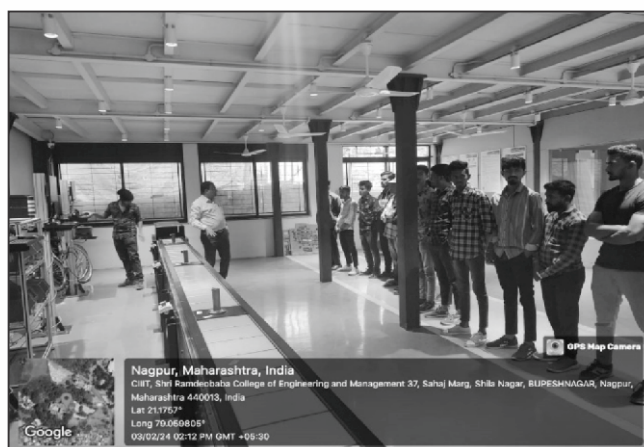 GPS Map Camera
Nagpur, Maharashtra, India
CIIT, Shri Ramdeobaba College of Engineering and Management 37, Sahaj Marg, Shila Nagar, BUPESHNAGAR, Nagpur,
Maharashtra 440013, India
Lat 21.1757°
Long 79.059805°
03/02/24 02:12 PM GMT +05:30
Google